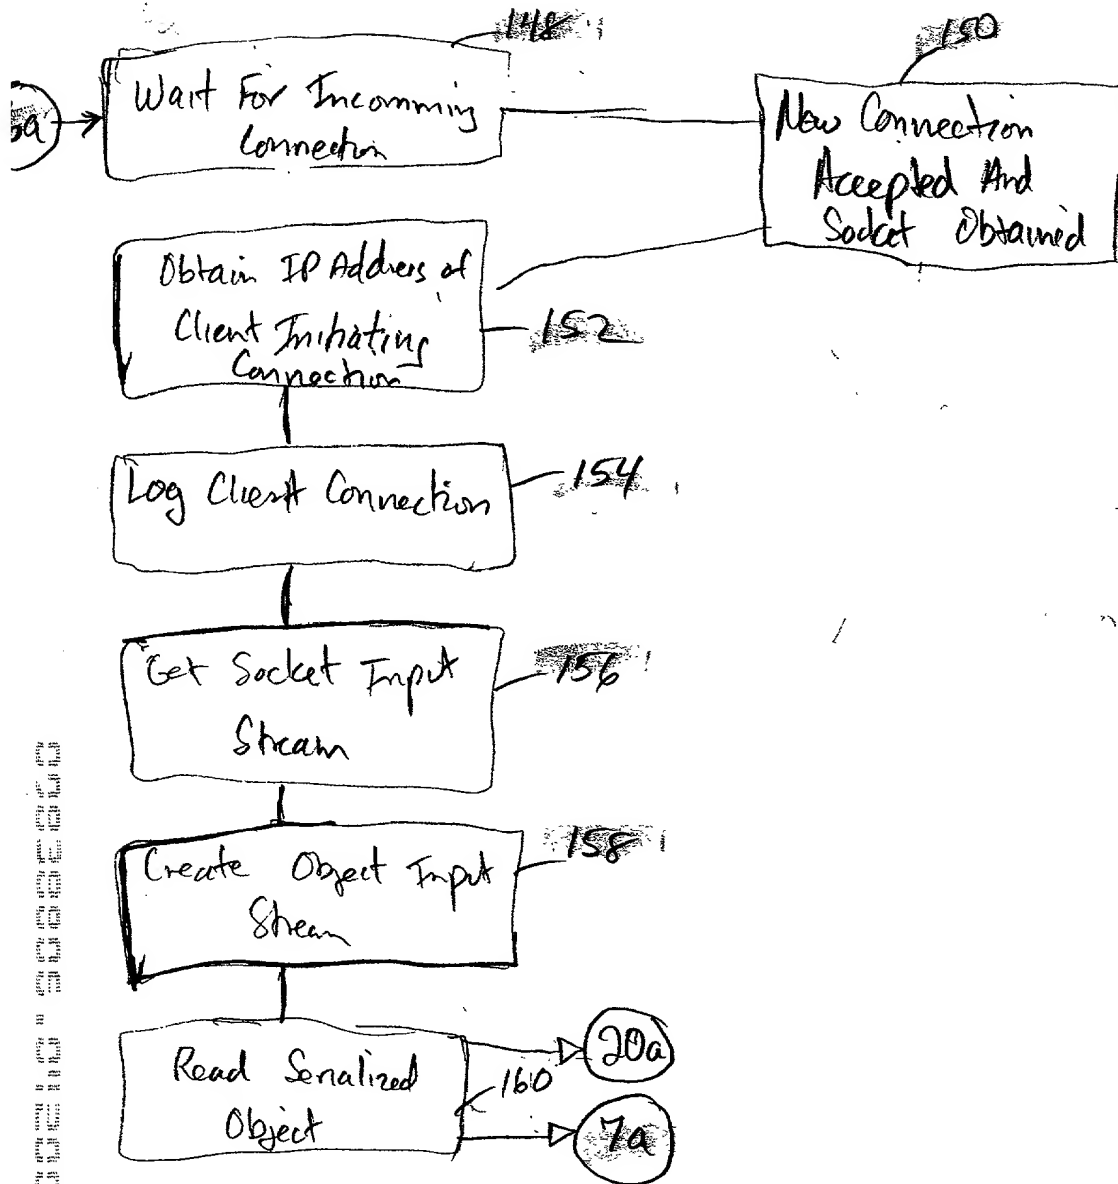 148
150
Wait For Incomming
Connection
New Connection
Accepted And
Socket Obtained
Obtain IP Address of
Client Initiating
Connection
152
Log Client Connection
154
Get Socket Input
Stream
156
Create Object Input
Stream
158
Read Serialized
Object
160
20a
7a